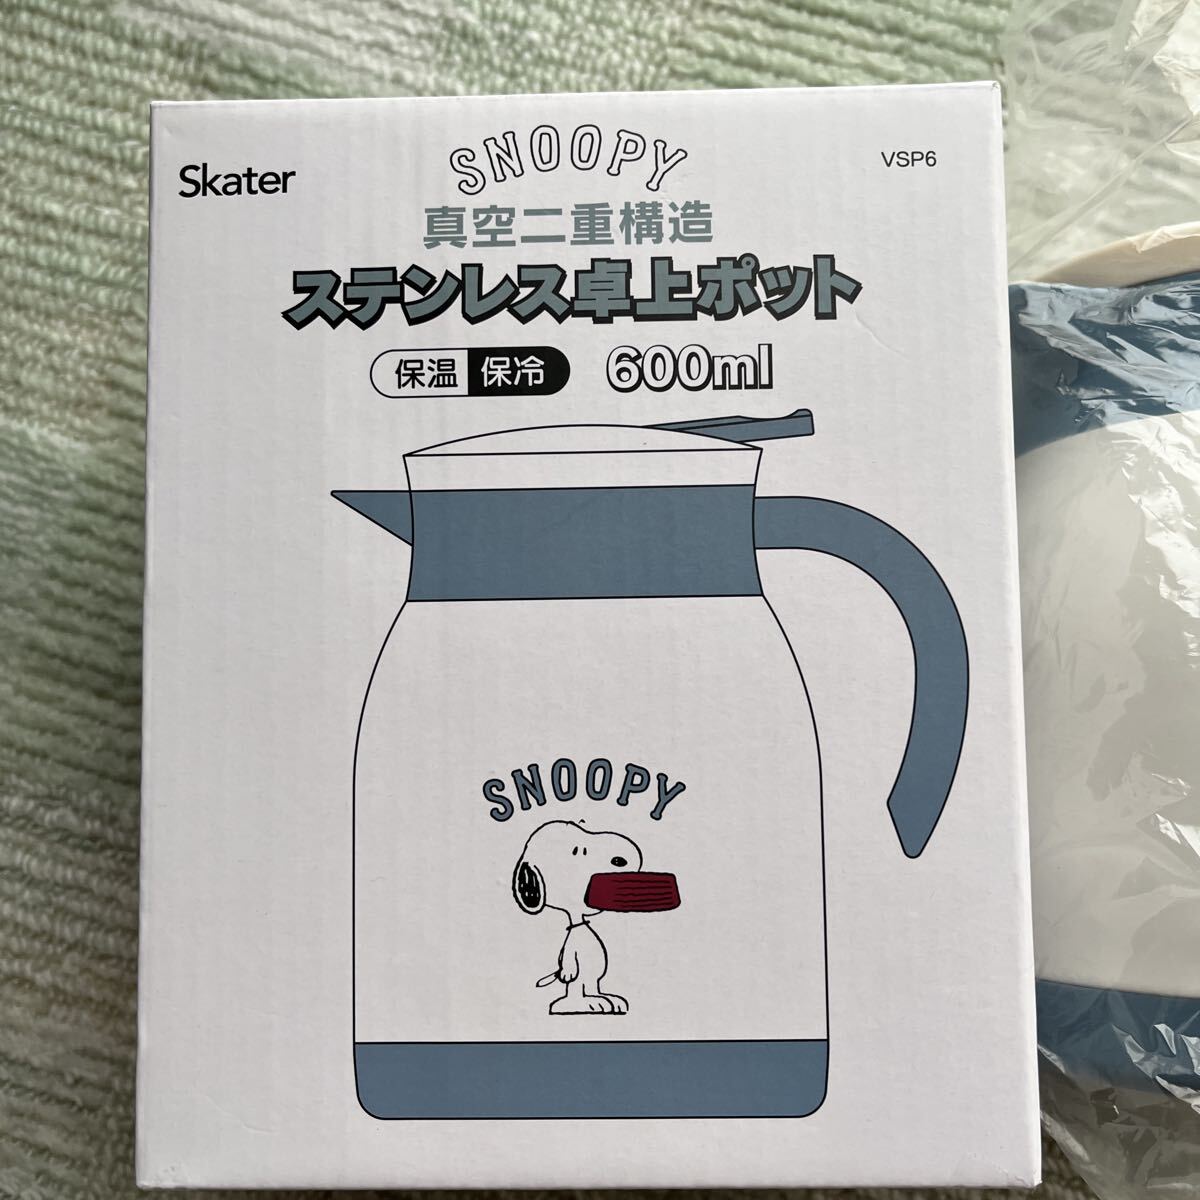 Skater
SNOOPY
VSP6
真空二重構造
ステンレス卓上ポット
保温 保冷 600ml
SNOOPY